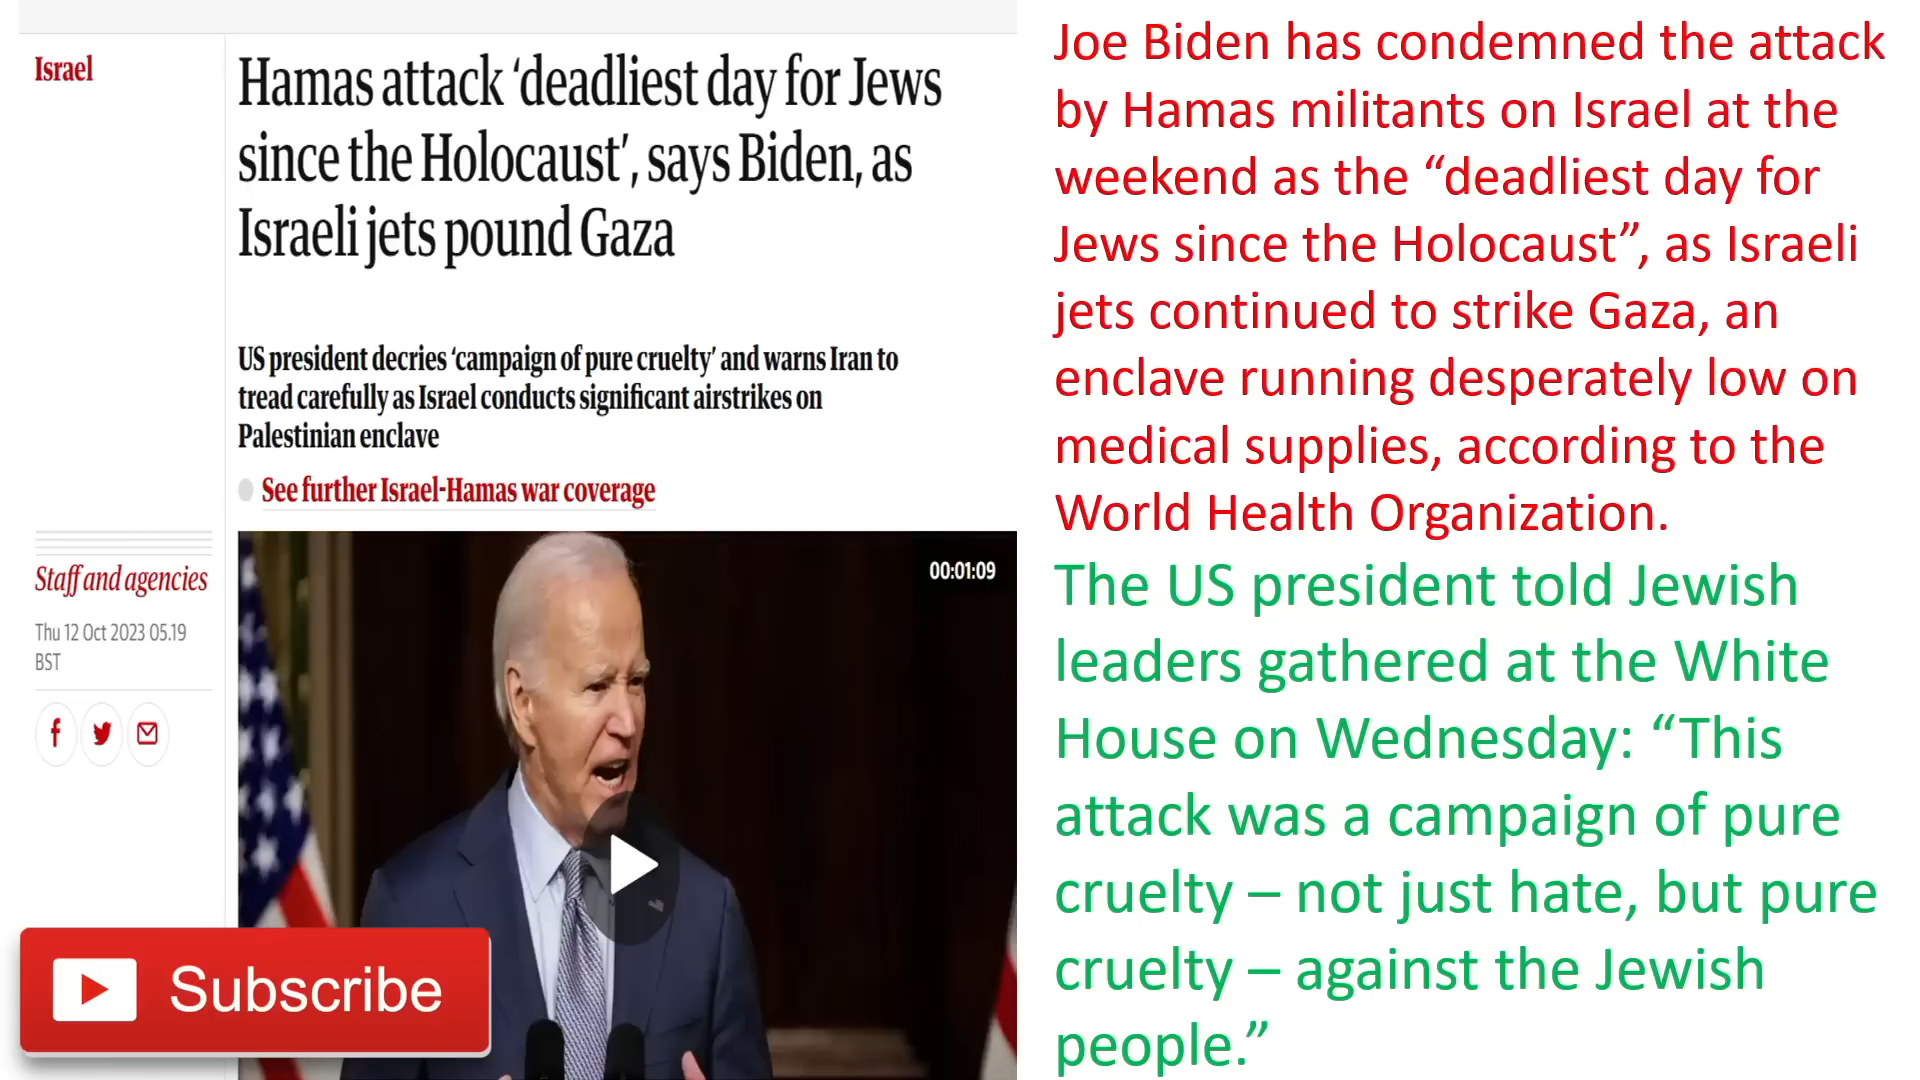 Israel
Hamas attack ‘deadliest day for Jews
since the Holocaust’, says Biden, as
Israeli jets pound Gaza
US president decries ‘campaign of pure cruelty’ and warns Iran to
tread carefully as Israel conducts significant airstrikes on
Palestinian enclave
See further Israel-Hamas war coverage
Staff and agencies
Thu 12 Oct 2023 05.19
BST
00:01:09
Subscribe
Joe Biden has condemned the attack
by Hamas militants on Israel at the
weekend as the “deadliest day for
Jews since the Holocaust”, as Israeli
jets continued to strike Gaza, an
enclave running desperately low on
medical supplies, according to the
World Health Organization.
The US president told Jewish
leaders gathered at the White
House on Wednesday: “This
attack was a campaign of pure
cruelty – not just hate, but pure
cruelty – against the Jewish
people.”